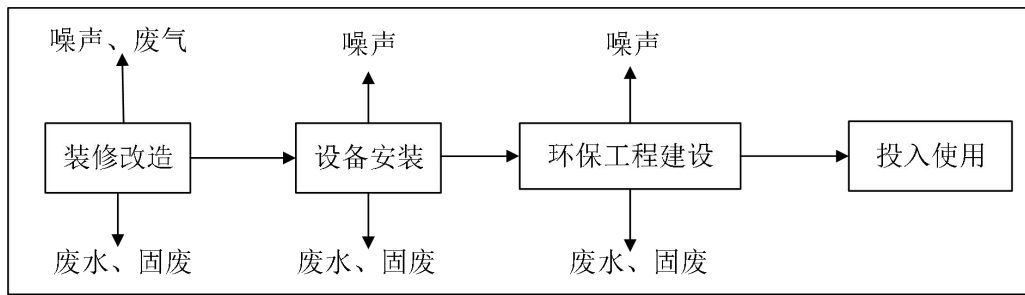 噪声、废气
噪声
噪声
装修改造
设备安装
环保工程建设
投入使用
废水、固废
废水、固废
废水、固废